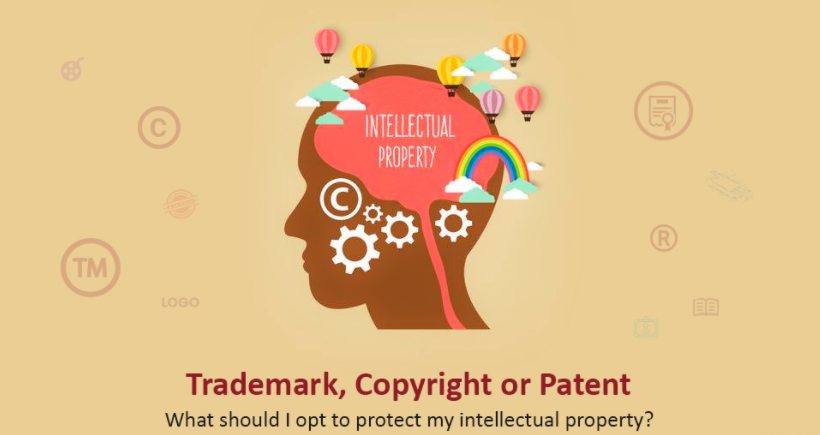 ©
INTELLECTUAL
PROPERTY
©
TM
®
LOGO
Trademark, Copyright or Patent
What should I opt to protect my intellectual property?